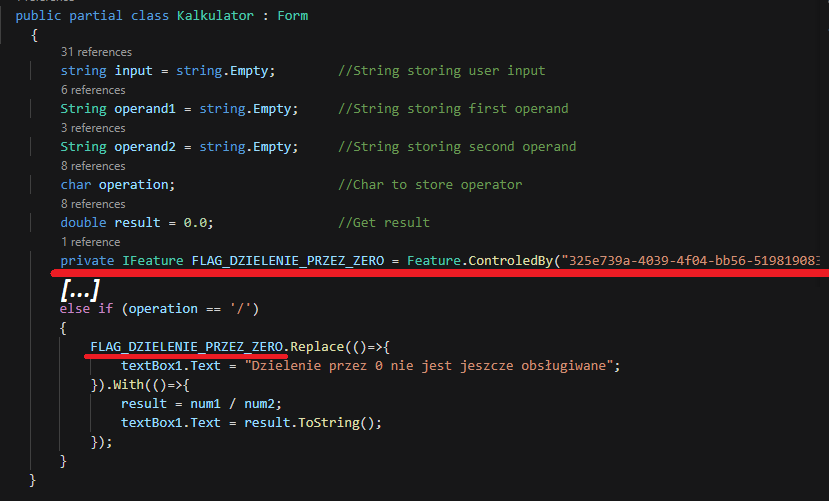 public partial class Kalkulator : Form
{
31 references
string input = string.Empty; //String storing user input
6 references
String operand1 = string.Empty; //String storing first operand
3 references
String operand2 = string.Empty; //String storing second operand
8 references
char operation; //Char to store operator
8 references
double result = 0.0; //Get result
1 reference
private IFeature FLAG_DZIELENIE_PRZEZ_ZERO = Feature.ControledBy("325e739a-4039-4f04-bb56-519819083
[...]
else if (operation == '/')
{
FLAG_DZIELENIE_PRZEZ_ZERO.Replace(()=>{
textBox1.Text = "Dzielenie przez 0 nie jest jeszcze obsługiwane";
}).With(()=>{
result = num1 / num2;
textBox1.Text = result.ToString();
});
}
}